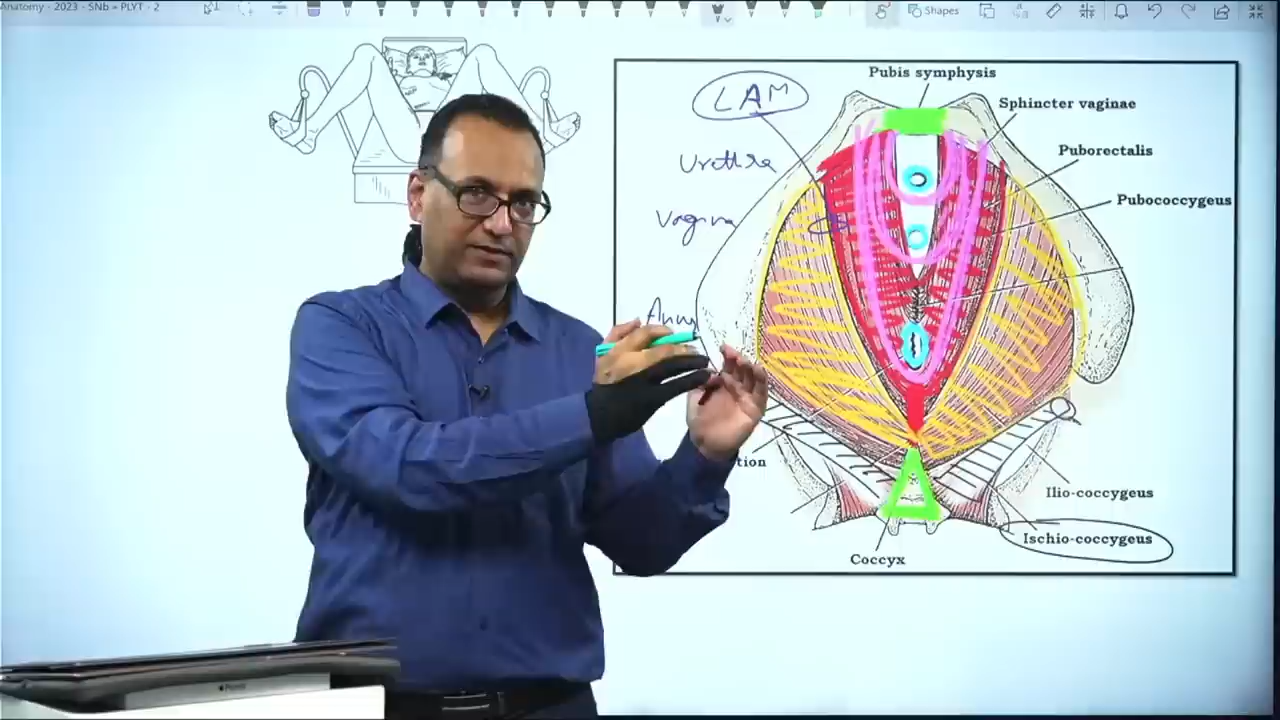 Anatomy - 2023 - SNb » PLYT - 2
Shapes
LAM
Urethra
Vagina
Anus
Pubis symphysis
Sphincter vaginae
Puborectalis
Pubococcygeus
tion
Ilio-coccygeus
Ischio-coccygeus
Coccyx